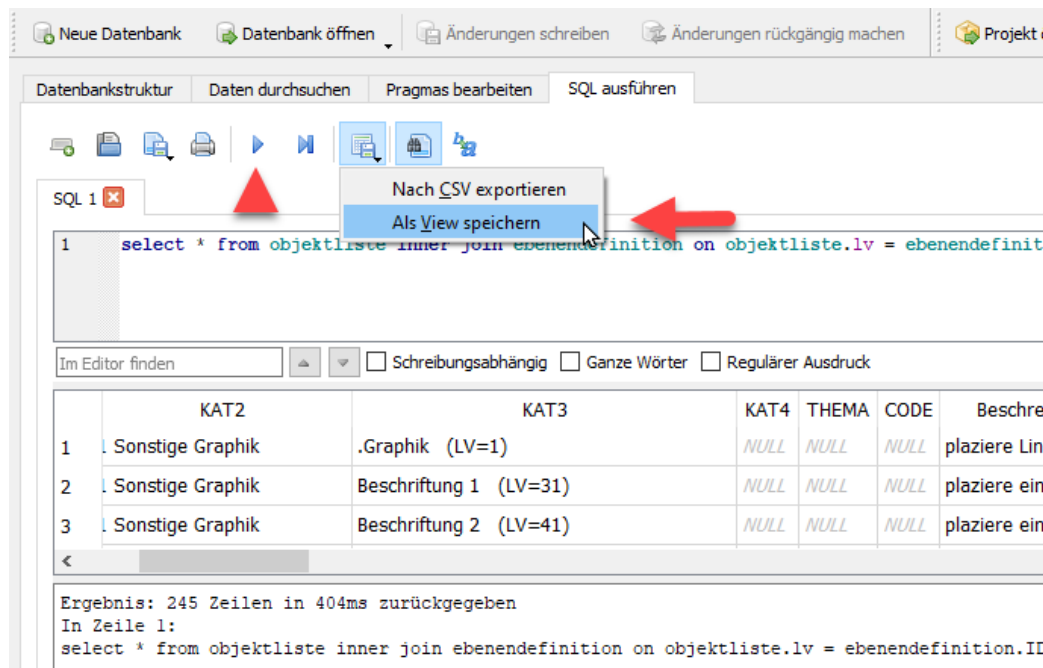 Neue Datenbank Datenbank öffnen Änderungen schreiben Änderungen rückgängig machen Projekt
Datenbankstruktur Daten durchsuchen Pragmas bearbeiten SQL ausführen
SQL 1
Nach CSV exportieren
Als View speichern
1 select * from objektliste inner join ebenendefinition on objektliste.lv = ebenendefinit
Im Editor finden Schreibungsabhängig Ganze Wörter Regulärer Ausdruck
KAT2 KAT3 KAT4 THEMA CODE Beschre
1 Sonstige Graphik .Graphik (LV=1) NULL NULL NULL plaziere Lin
2 Sonstige Graphik Beschriftung 1 (LV=31) NULL NULL NULL plaziere ein
3 Sonstige Graphik Beschriftung 2 (LV=41) NULL NULL NULL plaziere ein
Ergebnis: 245 Zeilen in 404ms zurückgegeben
In Zeile 1:
select * from objektliste inner join ebenendefinition on objektliste.lv = ebenendefinition.ID